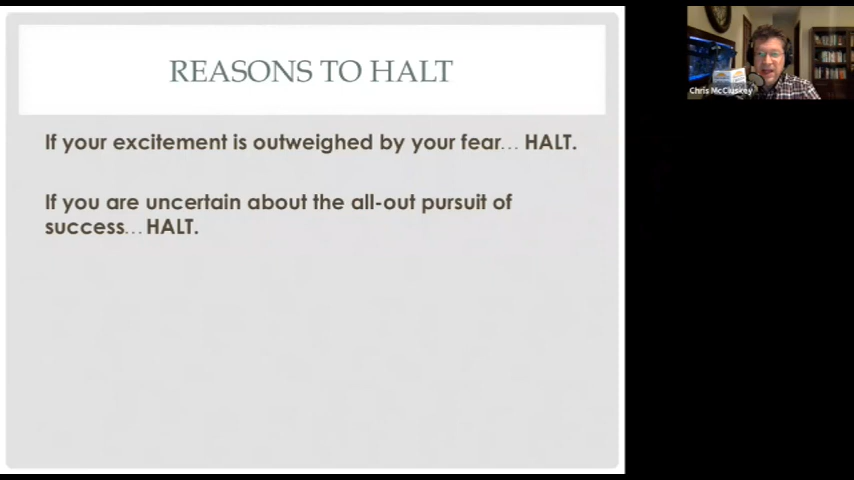 REASONS TO HALT
If your excitement is outweighed by your fear... HALT.
If you are uncertain about the all-out pursuit of
success... HALT.
Chris McCluskey